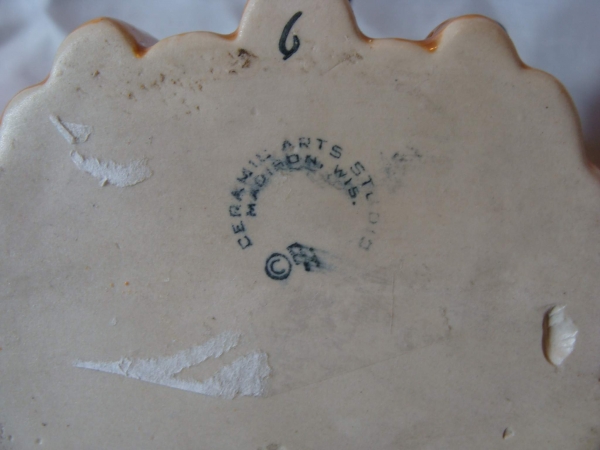 6
CERAMIC ARTS STUDIO
MADISON, WIS.
©